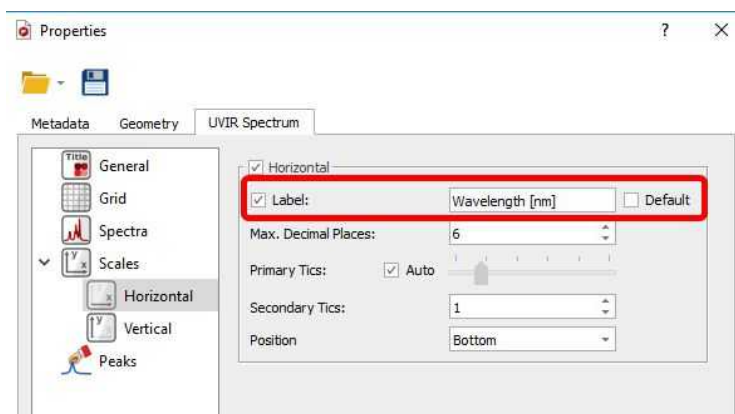 Properties
?
Metadata Geometry UVIR Spectrum
Title
General
Grid
Spectra
Y x Scales
x Horizontal
Y Vertical
Peaks
Horizontal
Label: Wavelength [nm] Default
Max. Decimal Places: 6
Primary Tics: Auto
Secondary Tics: 1
Position Bottom